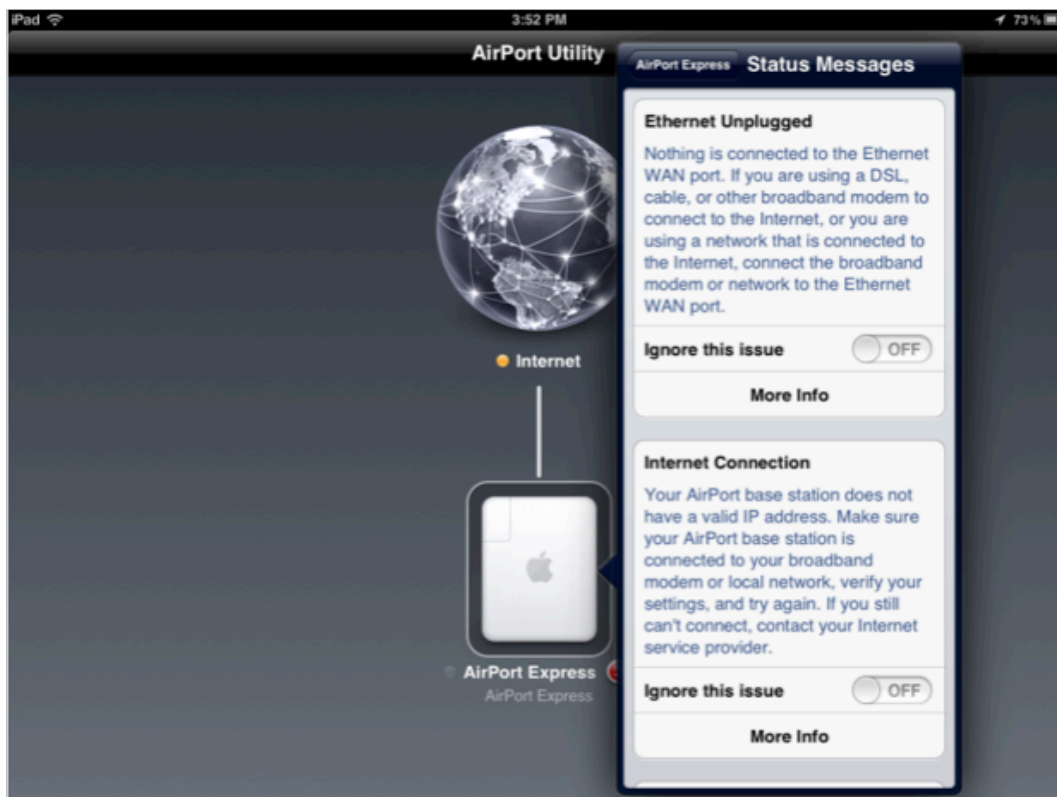 iPad 3:52 PM 73%
AirPort Utility
AirPort Express Status Messages
Ethernet Unplugged
Nothing is connected to the Ethernet
WAN port. If you are using a DSL,
cable, or other broadband modem to
connect to the Internet, or you are
using a network that is connected to
the Internet, connect the broadband
modem or network to the Ethernet
WAN port.
Ignore this issue OFF
More Info
Internet Connection
Your AirPort base station does not
have a valid IP address. Make sure
your AirPort base station is
connected to your broadband
modem or local network, verify your
settings, and try again. If you still
can't connect, contact your Internet
service provider.
Ignore this issue OFF
More Info
Internet
AirPort Express
AirPort Express